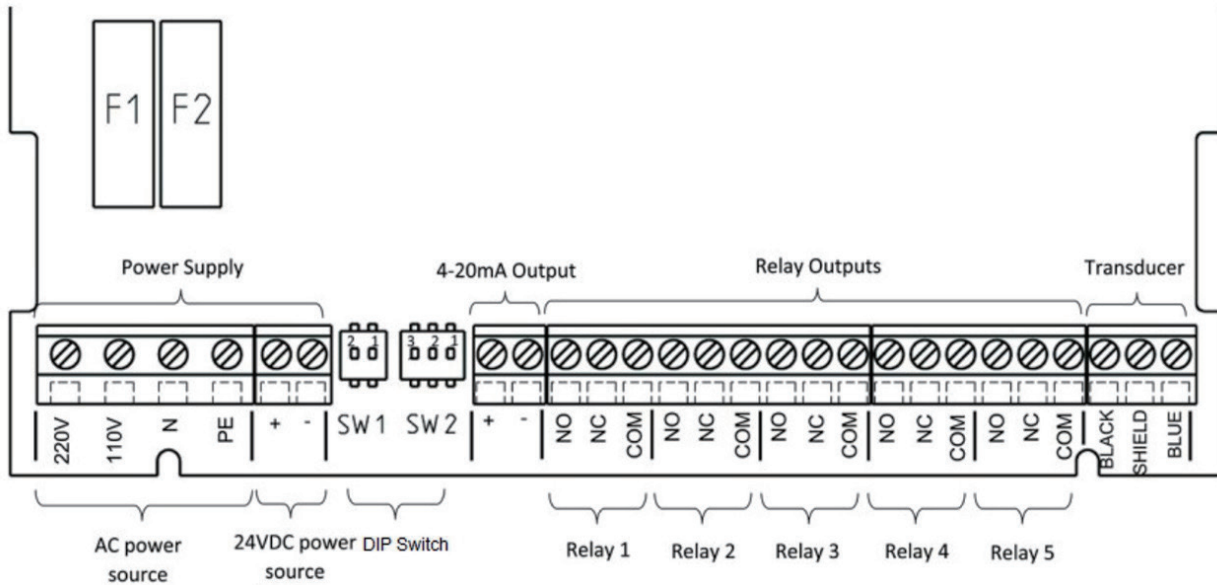 F1 F2
Power Supply 4-20mA Output Relay Outputs Transducer
2 1 3 2 1
220V 110V N PE + - SW1 SW2 + - NO NC COM NO NC COM NO NC COM NO NC COM NO NC COM BLACK SHIELD BLUE
AC power source
24VDC power source
DIP Switch
Relay 1 Relay 2 Relay 3 Relay 4 Relay 5